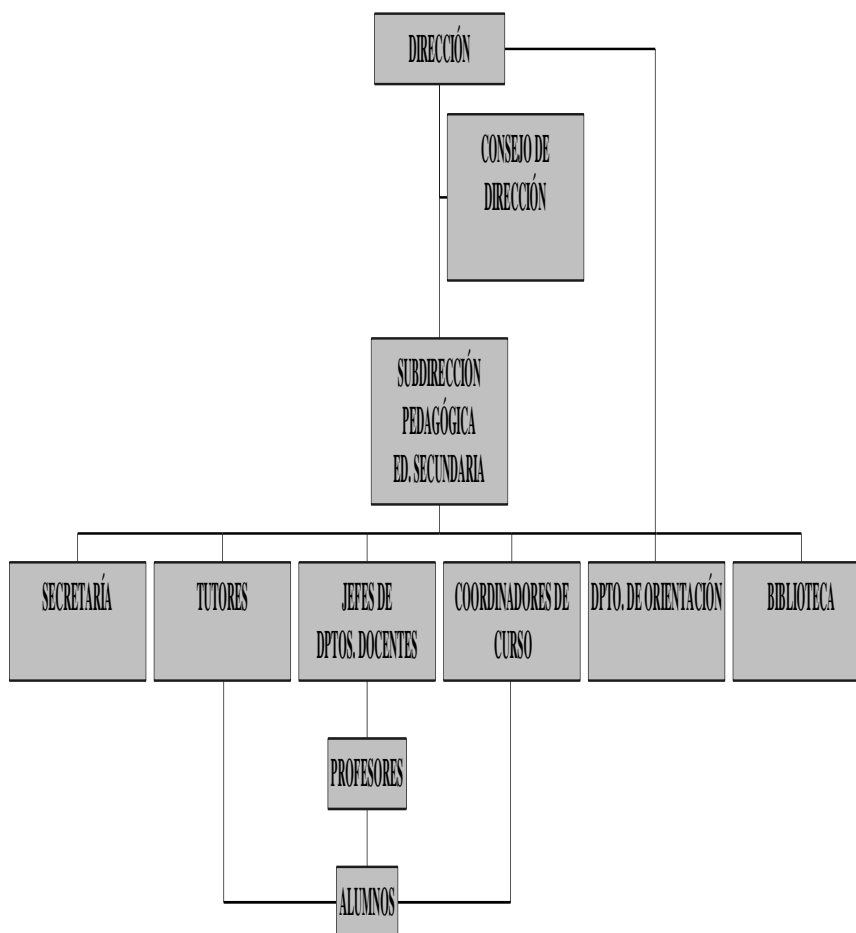 DIRECCIÓN
CONSEJO DE
DIRECCIÓN
SUBDIRECCIÓN
PEDAGÓGICA
ED. SECUNDARIA
SECRETARÍA
TUTORES
JEFES DE
DPTOS. DOCENTES
COORDINADORES DE
CURSO
DPTO. DE ORIENTACIÓN
BIBLIOTECA
PROFESORES
ALUMNOS